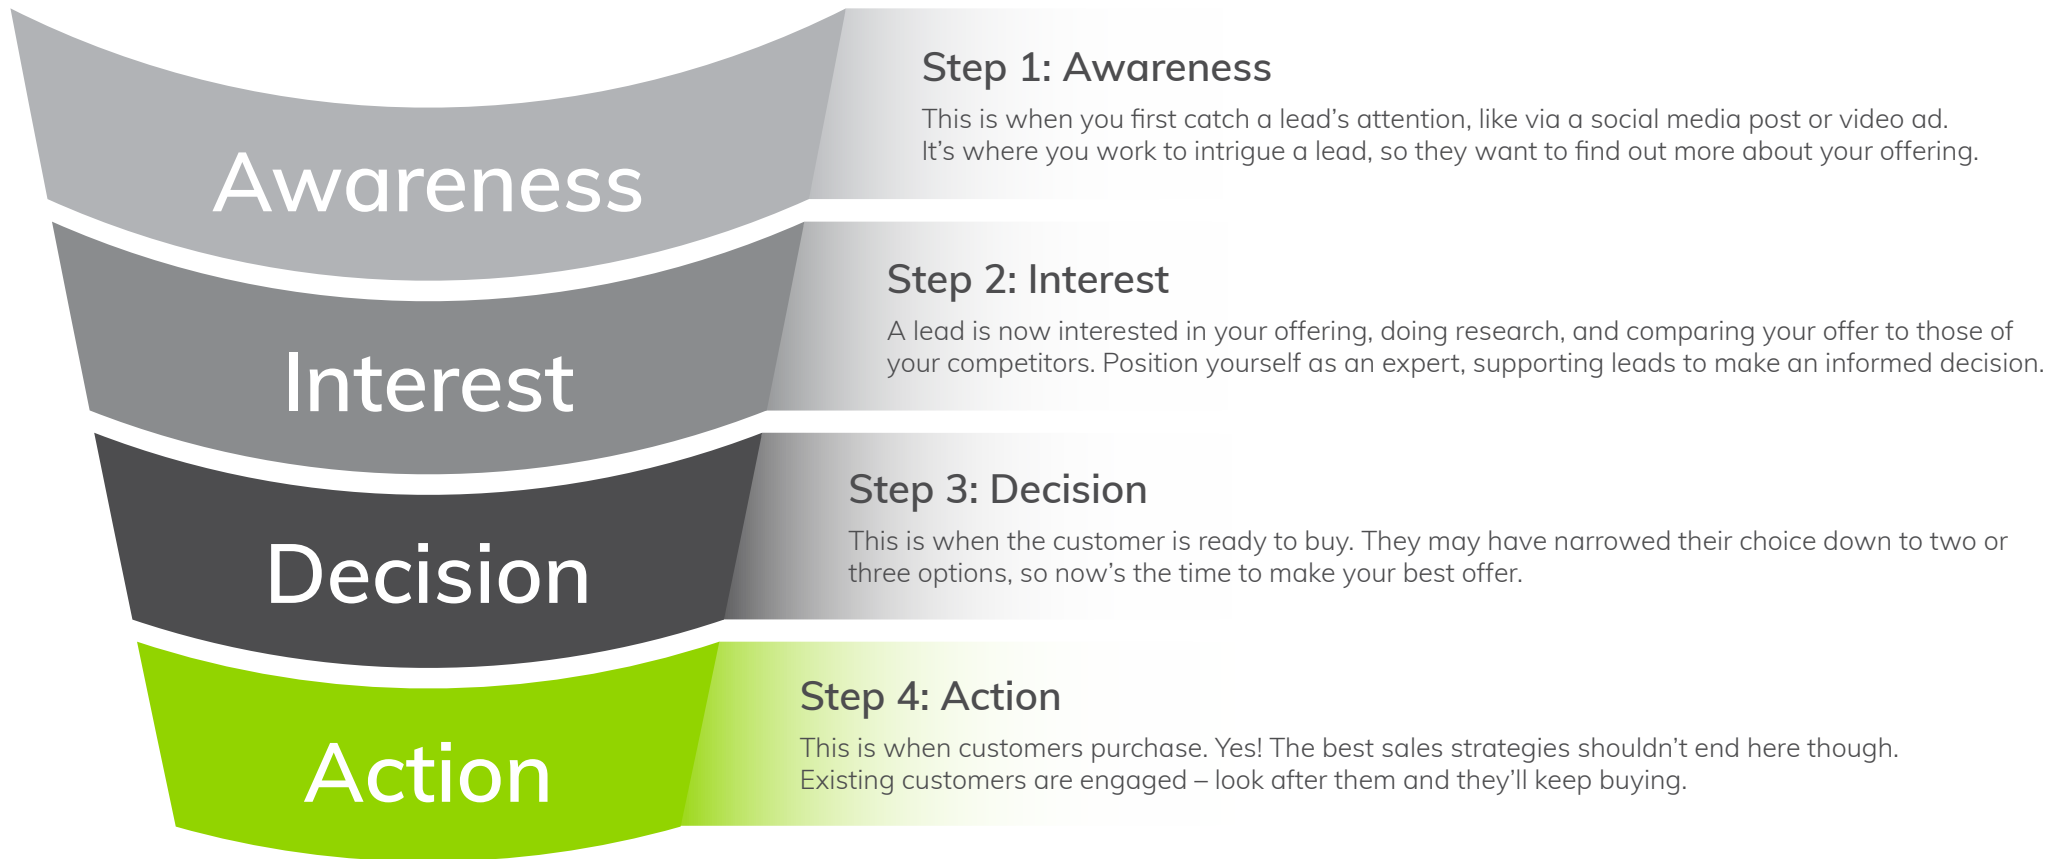 Awareness
Step 1: Awareness
This is when you first catch a lead’s attention, like via a social media post or video ad.
It’s where you work to intrigue a lead, so they want to find out more about your offering.
Interest
Step 2: Interest
A lead is now interested in your offering, doing research, and comparing your offer to those of
your competitors. Position yourself as an expert, supporting leads to make an informed decision.
Decision
Step 3: Decision
This is when the customer is ready to buy. They may have narrowed their choice down to two or
three options, so now’s the time to make your best offer.
Action
Step 4: Action
This is when customers purchase. Yes! The best sales strategies shouldn’t end here though.
Existing customers are engaged – look after them and they’ll keep buying.